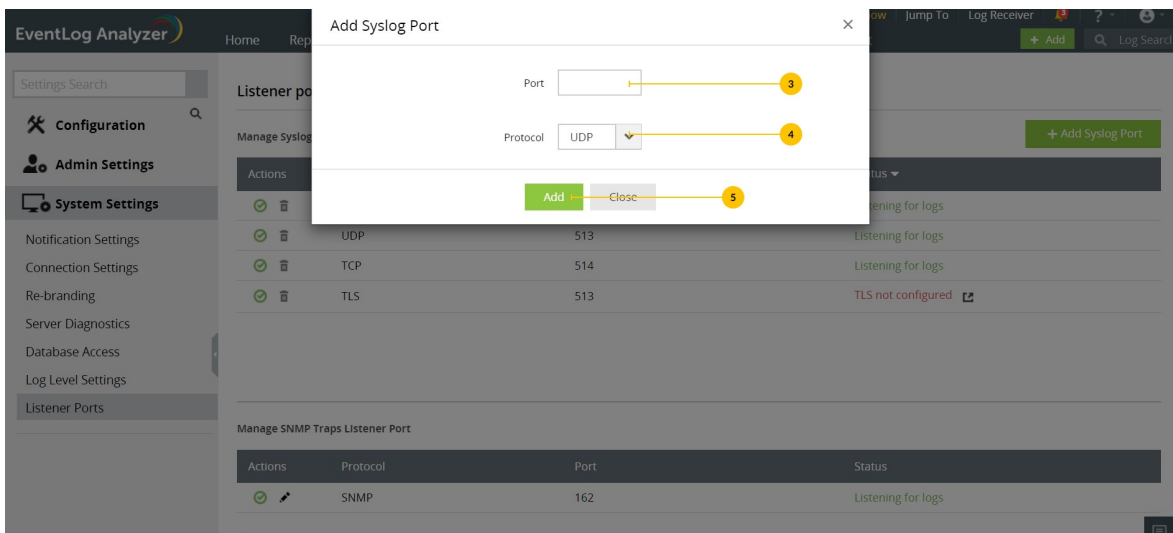 EventLog Analyzer
Home Rep
ow Jump To Log Receiver 3 ?
+ Add Log Search
Add Syslog Port ×
Port 3
Protocol UDP 4
Add Close 5
Settings Search
Configuration
Admin Settings
System Settings
Notification Settings
Connection Settings
Re-branding
Server Diagnostics
Database Access
Log Level Settings
Listener Ports
Listener po
Manage Syslog
+ Add Syslog Port
Actions tus
tening for logs
UDP 513 Listening for logs
TCP 514 Listening for logs
TLS 513 TLS not configured
Manage SNMP Traps Listener Port
Actions Protocol Port Status
SNMP 162 Listening for logs